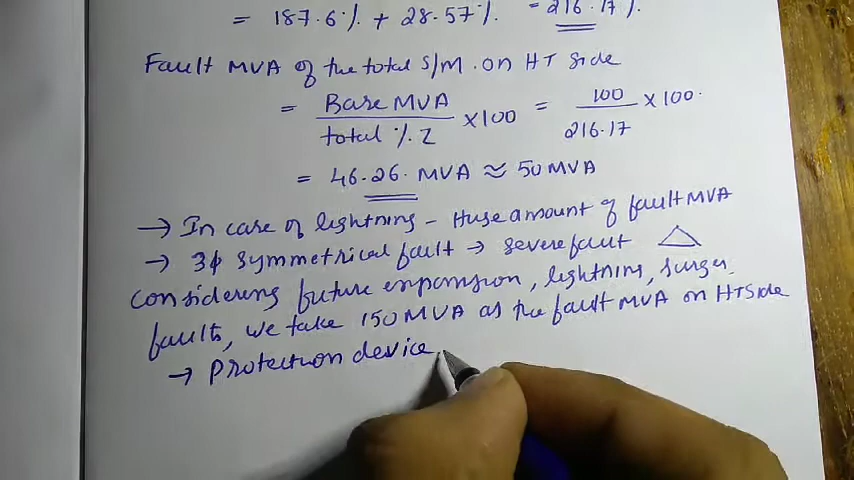 = 187.6% + 28.57% = 216.17%.
Fault MVA of the total S/M on HT side
= Base MVA / total %Z × 100 = 100 / 216.17 × 100.
= 46.26. MVA ≈ 50 MVA
→ In case of lightning - Huge amount of fault MVA
→ 3ϕ symmetrical fault → severe fault
considering future expansion, lightning, surges
faults, we take 150 MVA as the fault MVA on HT side
→ Protection device